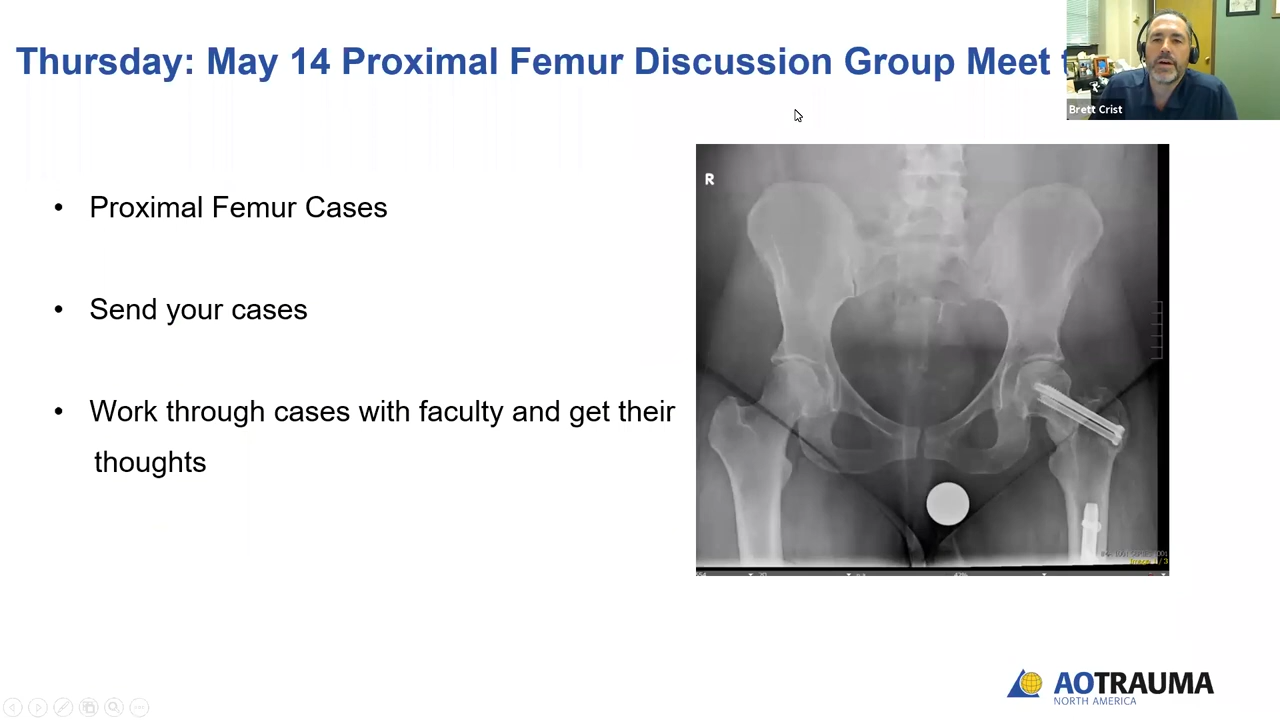 Thursday: May 14 Proximal Femur Discussion Group Meet
Brett Crist
R
• Proximal Femur Cases
• Send your cases
• Work through cases with faculty and get their
thoughts
AOTRAUMA
NORTH AMERICA